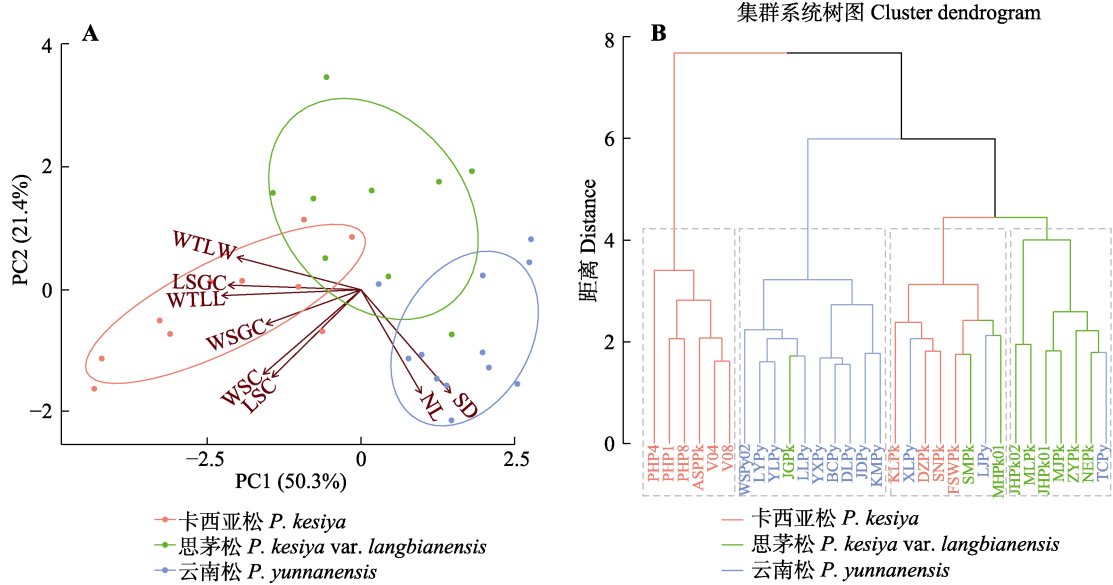 A
4
2
0
−2
PC2 (21.4%)
WTLW
LSGC
WTLL
WSGC
WSC
LSC
NL
SD
−2.5
0
2.5
PC1 (50.3%)
卡西亚松 P. kesiya
思茅松 P. kesiya var. langbianensis
云南松 P. yunnanensis
集群系统树图 Cluster dendrogram
B
8
6
4
2
0
距离 Distance
PHP4
PHP1
PHP8
ASPPk
V04
V08
WSPy02
LYPy
YLPy
JGPk
LLPy
YXPy
BCPy
DLPy
JDPy
KMPy
KLPk
XLPy
DZPk
SNPk
FSWPk
SMPk
LJPy
MHPk01
JHPk02
MLPk
JHPk01
MJPk
ZYPk
NEPk
TCPy
卡西亚松 P. kesiya
思茅松 P. kesiya var. langbianensis
云南松 P. yunnanensis